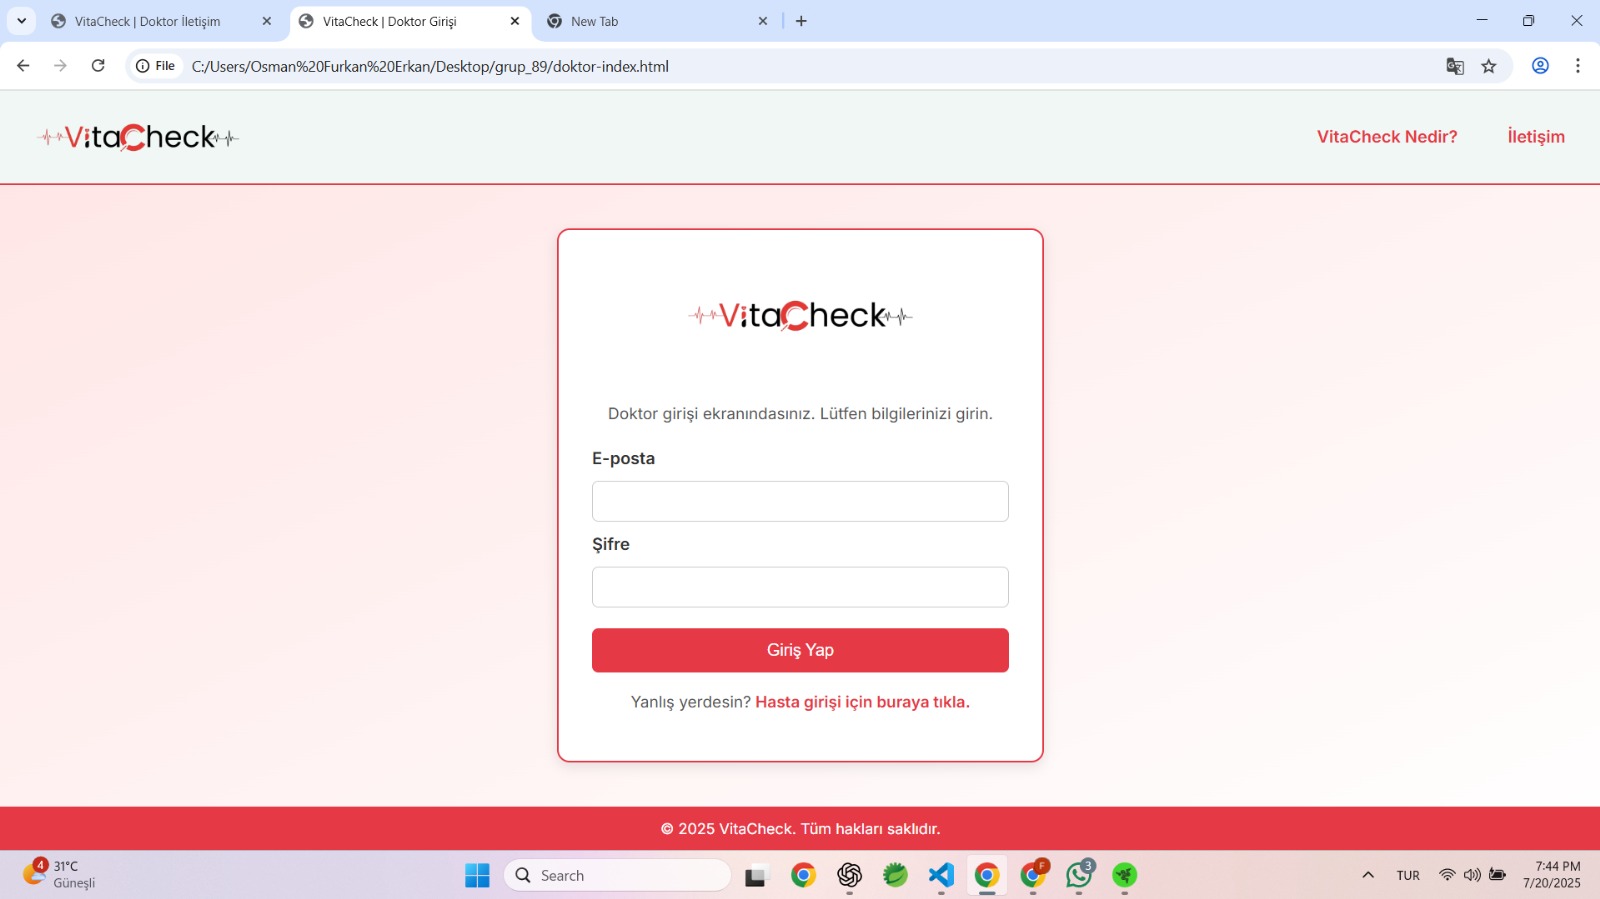 VitaCheck | Doktor İletişim
VitaCheck | Doktor Girişi
New Tab
File
C:/Users/Osman%20Furkan%20Erkan/Desktop/grup_89/doktor-index.html
VitaCheck
VitaCheck Nedir?
İletişim
VitaCheck
Doktor girişi ekranındasınız. Lütfen bilgilerinizi girin.
E-posta
Şifre
Giriş Yap
Yanlış yerdesin? Hasta girişi için buraya tıkla.
© 2025 VitaCheck. Tüm hakları saklıdır.
4
31°C
Güneşli
Search
F
3
TUR
7:44 PM
7/20/2025